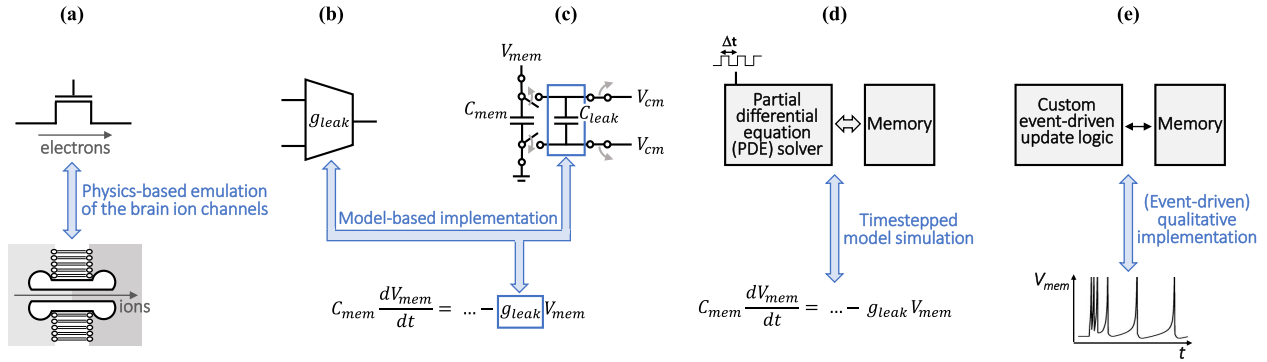 (a)
electrons
Physics-based emulation
of the brain ion channels
ions
(b)
g_leak
(c)
V_mem
C_mem
C_leak
V_cm
V_cm
Model-based implementation
C_mem dV_mem/dt = ... − g_leak V_mem
(d)
Δt
Partial
differential
equation
(PDE) solver
Memory
Timestepped
model simulation
C_mem dV_mem/dt = ... − g_leak V_mem
(e)
Custom
event-driven
update logic
Memory
(Event-driven)
qualitative
implementation
V_mem
t